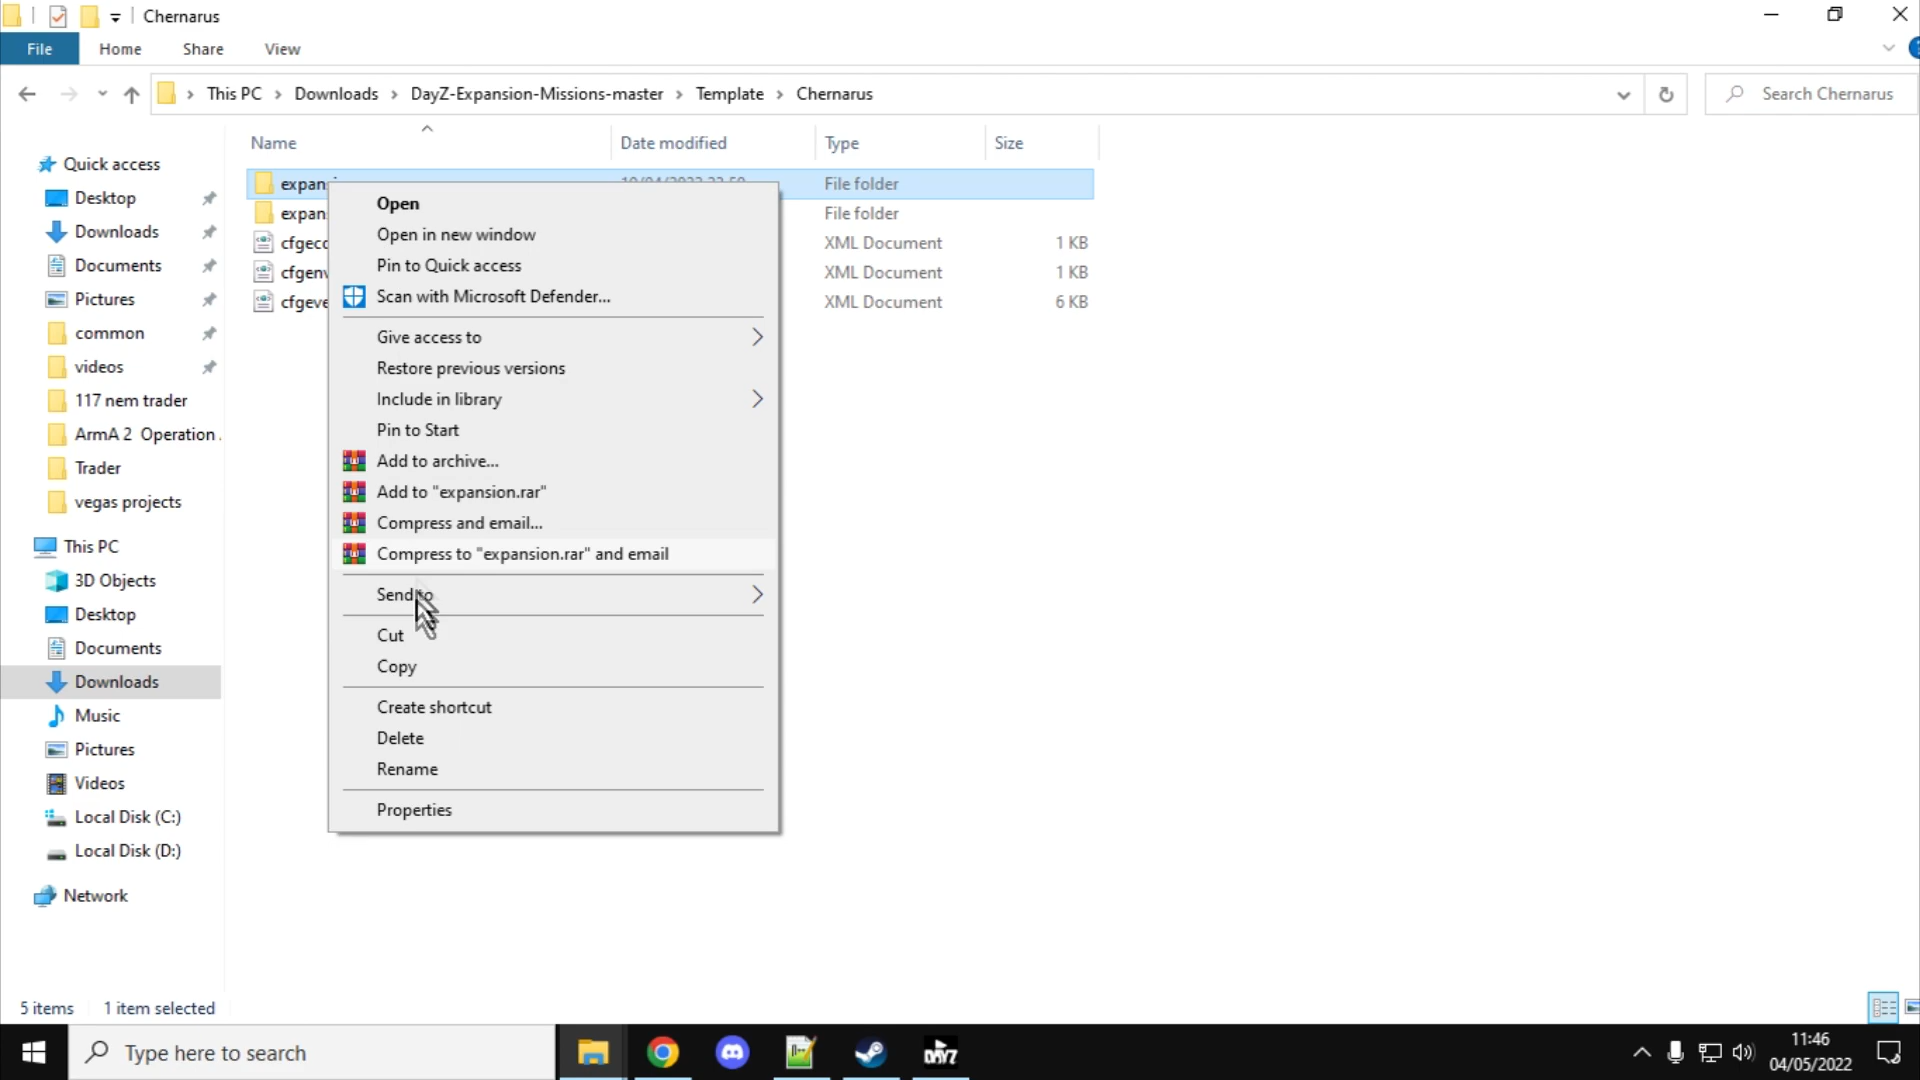 Chernarus
File Home Share View
This PC Downloads DayZ-Expansion-Missions-master Template Chernarus
Search Chernarus
Name Date modified Type Size
File folder
File folder
XML Document 1 KB
XML Document 1 KB
XML Document 6 KB
Quick access
Desktop
Downloads
Documents
Pictures
common
videos
117 nem trader
ArmA 2 Operation
Trader
vegas projects
This PC
3D Objects
Desktop
Documents
Downloads
Music
Pictures
Videos
Local Disk (C:)
Local Disk (D:)
Network
Open
Open in new window
Pin to Quick access
Scan with Microsoft Defender...
Give access to
Restore previous versions
Include in library
Pin to Start
Add to archive...
Add to "expansion.rar"
Compress and email...
Compress to "expansion.rar" and email
Send to
Cut
Copy
Create shortcut
Delete
Rename
Properties
5 items 1 item selected
Type here to search
DAYZ
11:46
04/05/2022